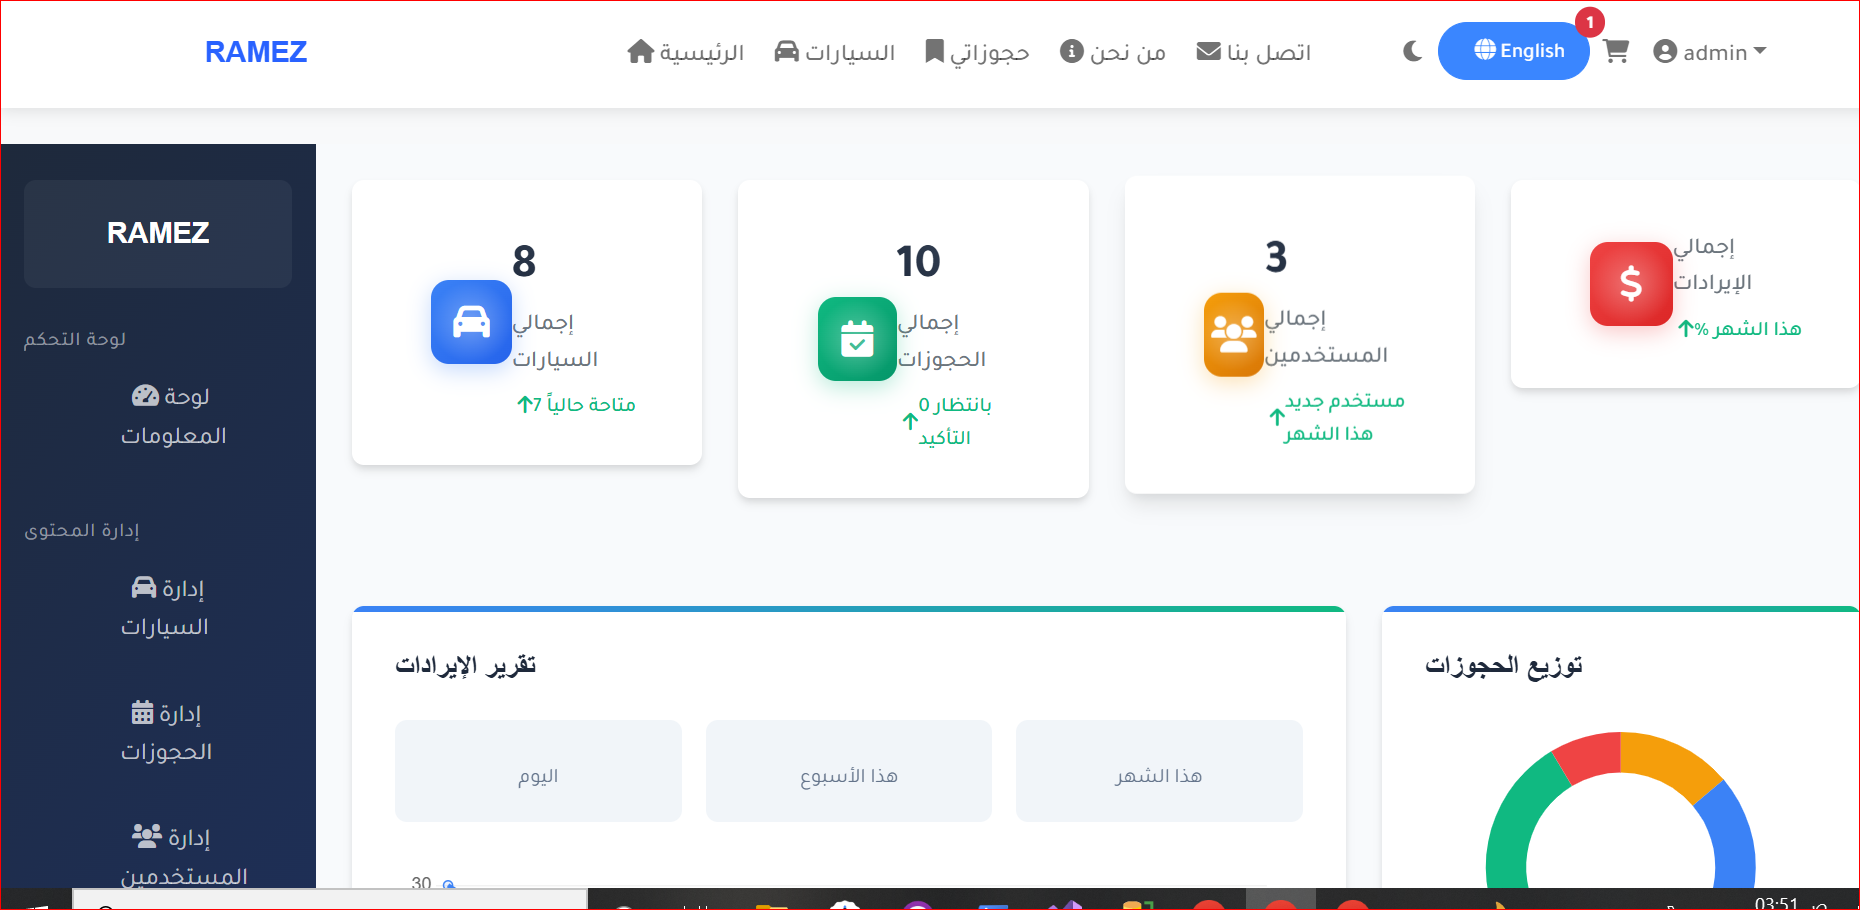 RAMEZ
الرئيسية
السيارات
حجوزاتي
من نحن
اتصل بنا
English
1
admin
RAMEZ
لوحة التحكم
لوحة
المعلومات
إدارة المحتوى
إدارة
السيارات
إدارة
الحجوزات
إدارة
المستخدمين
8
إجمالي
السيارات
7 متاحة حالياً
10
إجمالي
الحجوزات
0 بانتظار
التأكيد
3
إجمالي
المستخدمين
مستخدم جديد
هذا الشهر
$
إجمالي
الإيرادات
% هذا الشهر
تقرير الإيرادات
اليوم
هذا الأسبوع
هذا الشهر
30
توزيع الحجوزات
03:51